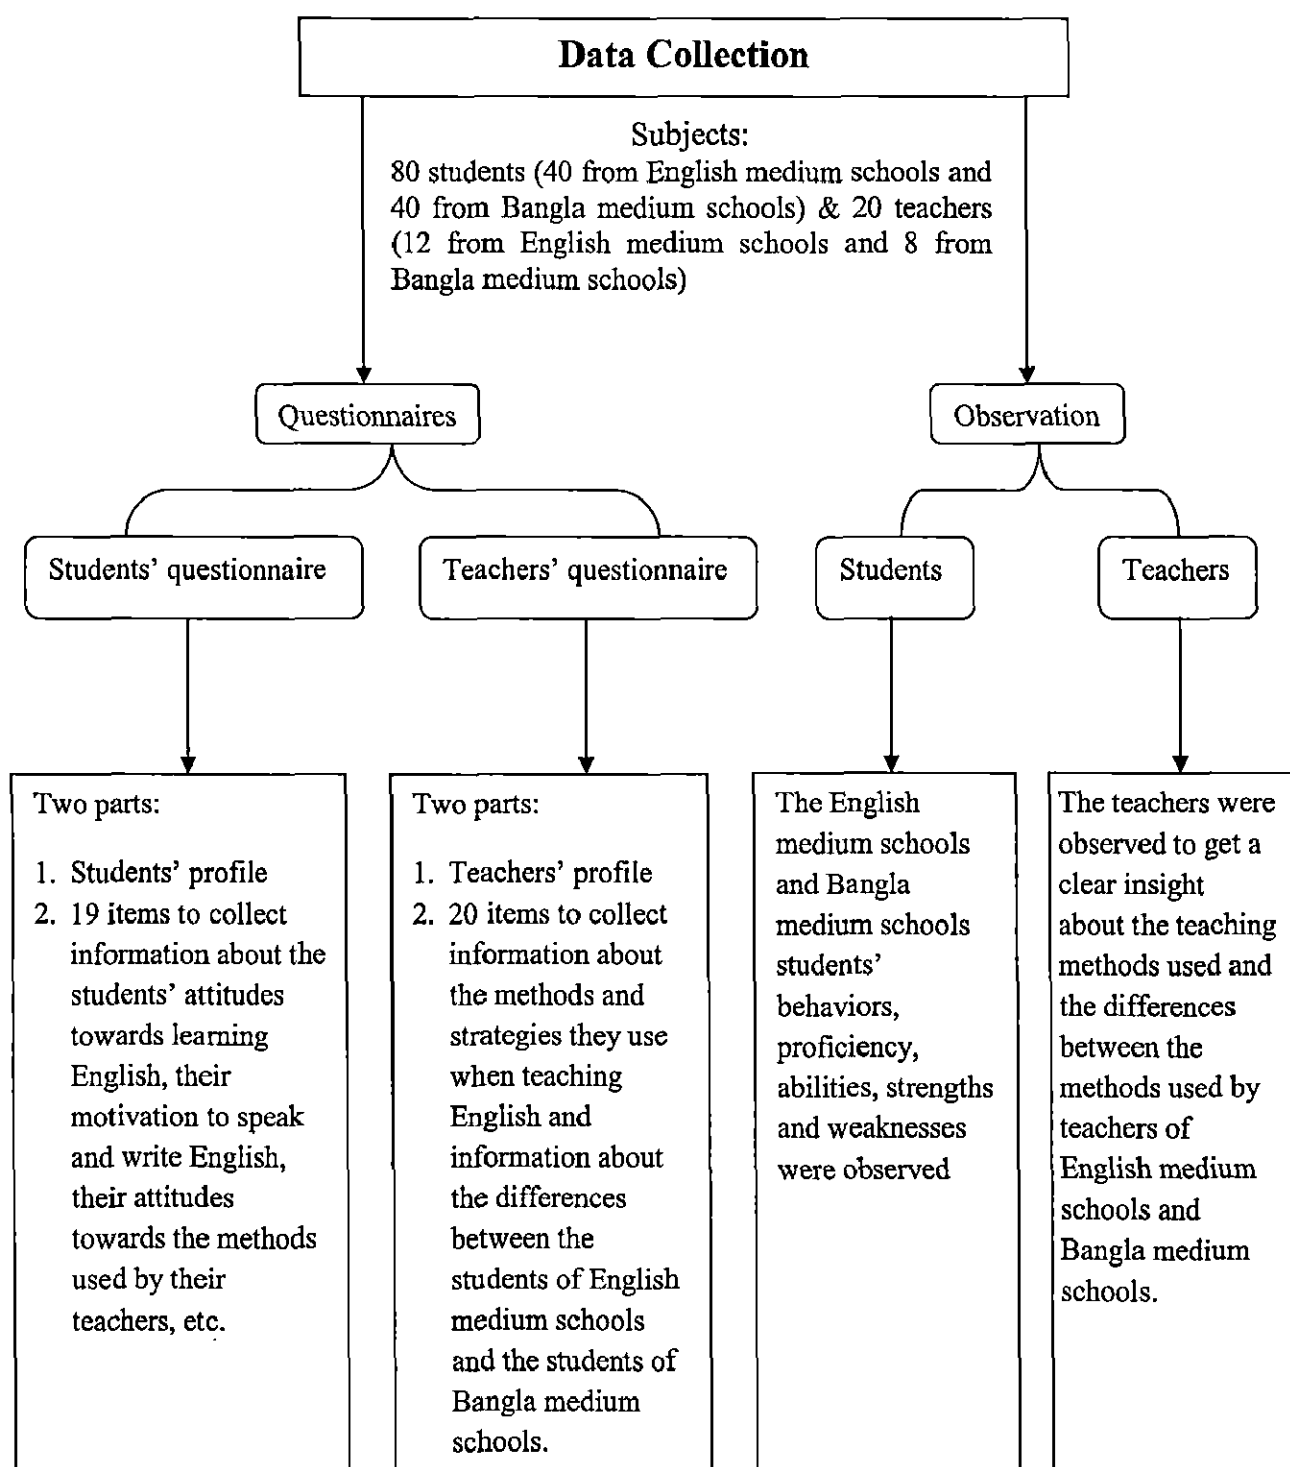 Data Collection
Subjects:
80 students (40 from English medium schools and
40 from Bangla medium schools) & 20 teachers
(12 from English medium schools and 8 from
Bangla medium schools)
Questionnaires
Observation
Students’ questionnaire
Teachers’ questionnaire
Students
Teachers
Two parts:
1. Students’ profile
2. 19 items to collect
information about the
students’ attitudes
towards learning
English, their
motivation to speak
and write English,
their attitudes
towards the methods
used by their
teachers, etc.
Two parts:
1. Teachers’ profile
2. 20 items to collect
information about
the methods and
strategies they use
when teaching
English and
information about
the differences
between the
students of English
medium schools
and the students of
Bangla medium
schools.
The English
medium schools
and Bangla
medium schools
students’
behaviors,
proficiency,
abilities, strengths
and weaknesses
were observed
The teachers were
observed to get a
clear insight
about the teaching
methods used and
the differences
between the
methods used by
teachers of
English medium
schools and
Bangla medium
schools.